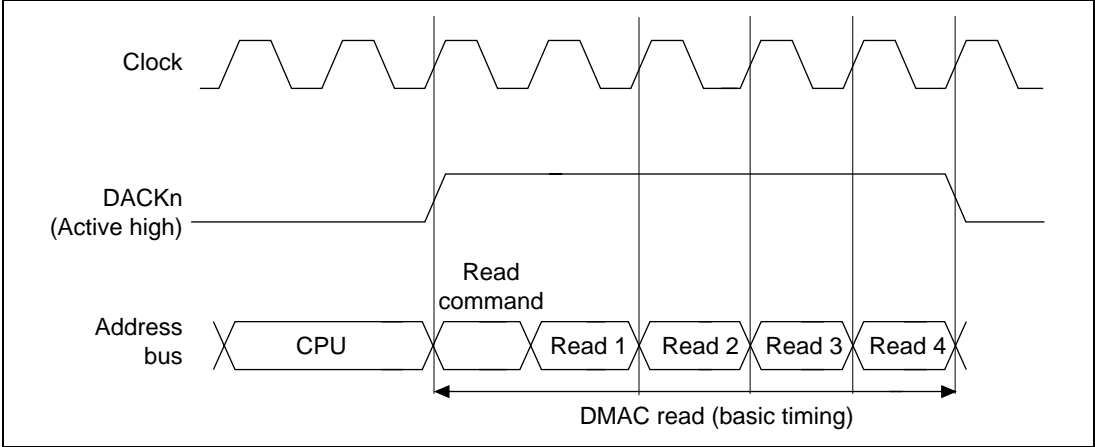 Clock
DACKn
(Active high)
Read
command
Address
bus
CPU
Read 1
Read 2
Read 3
Read 4
DMAC read (basic timing)